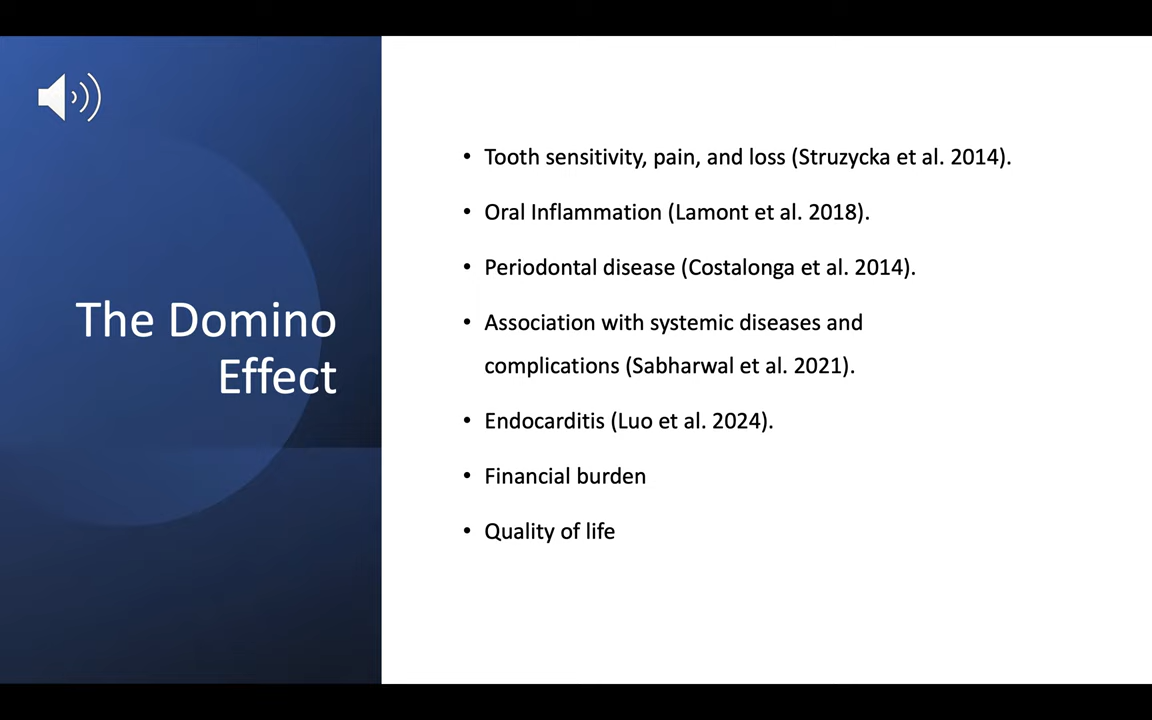 The Domino
Effect
• Tooth sensitivity, pain, and loss (Struzycka et al. 2014).
• Oral Inflammation (Lamont et al. 2018).
• Periodontal disease (Costalonga et al. 2014).
• Association with systemic diseases and
complications (Sabharwal et al. 2021).
• Endocarditis (Luo et al. 2024).
• Financial burden
• Quality of life